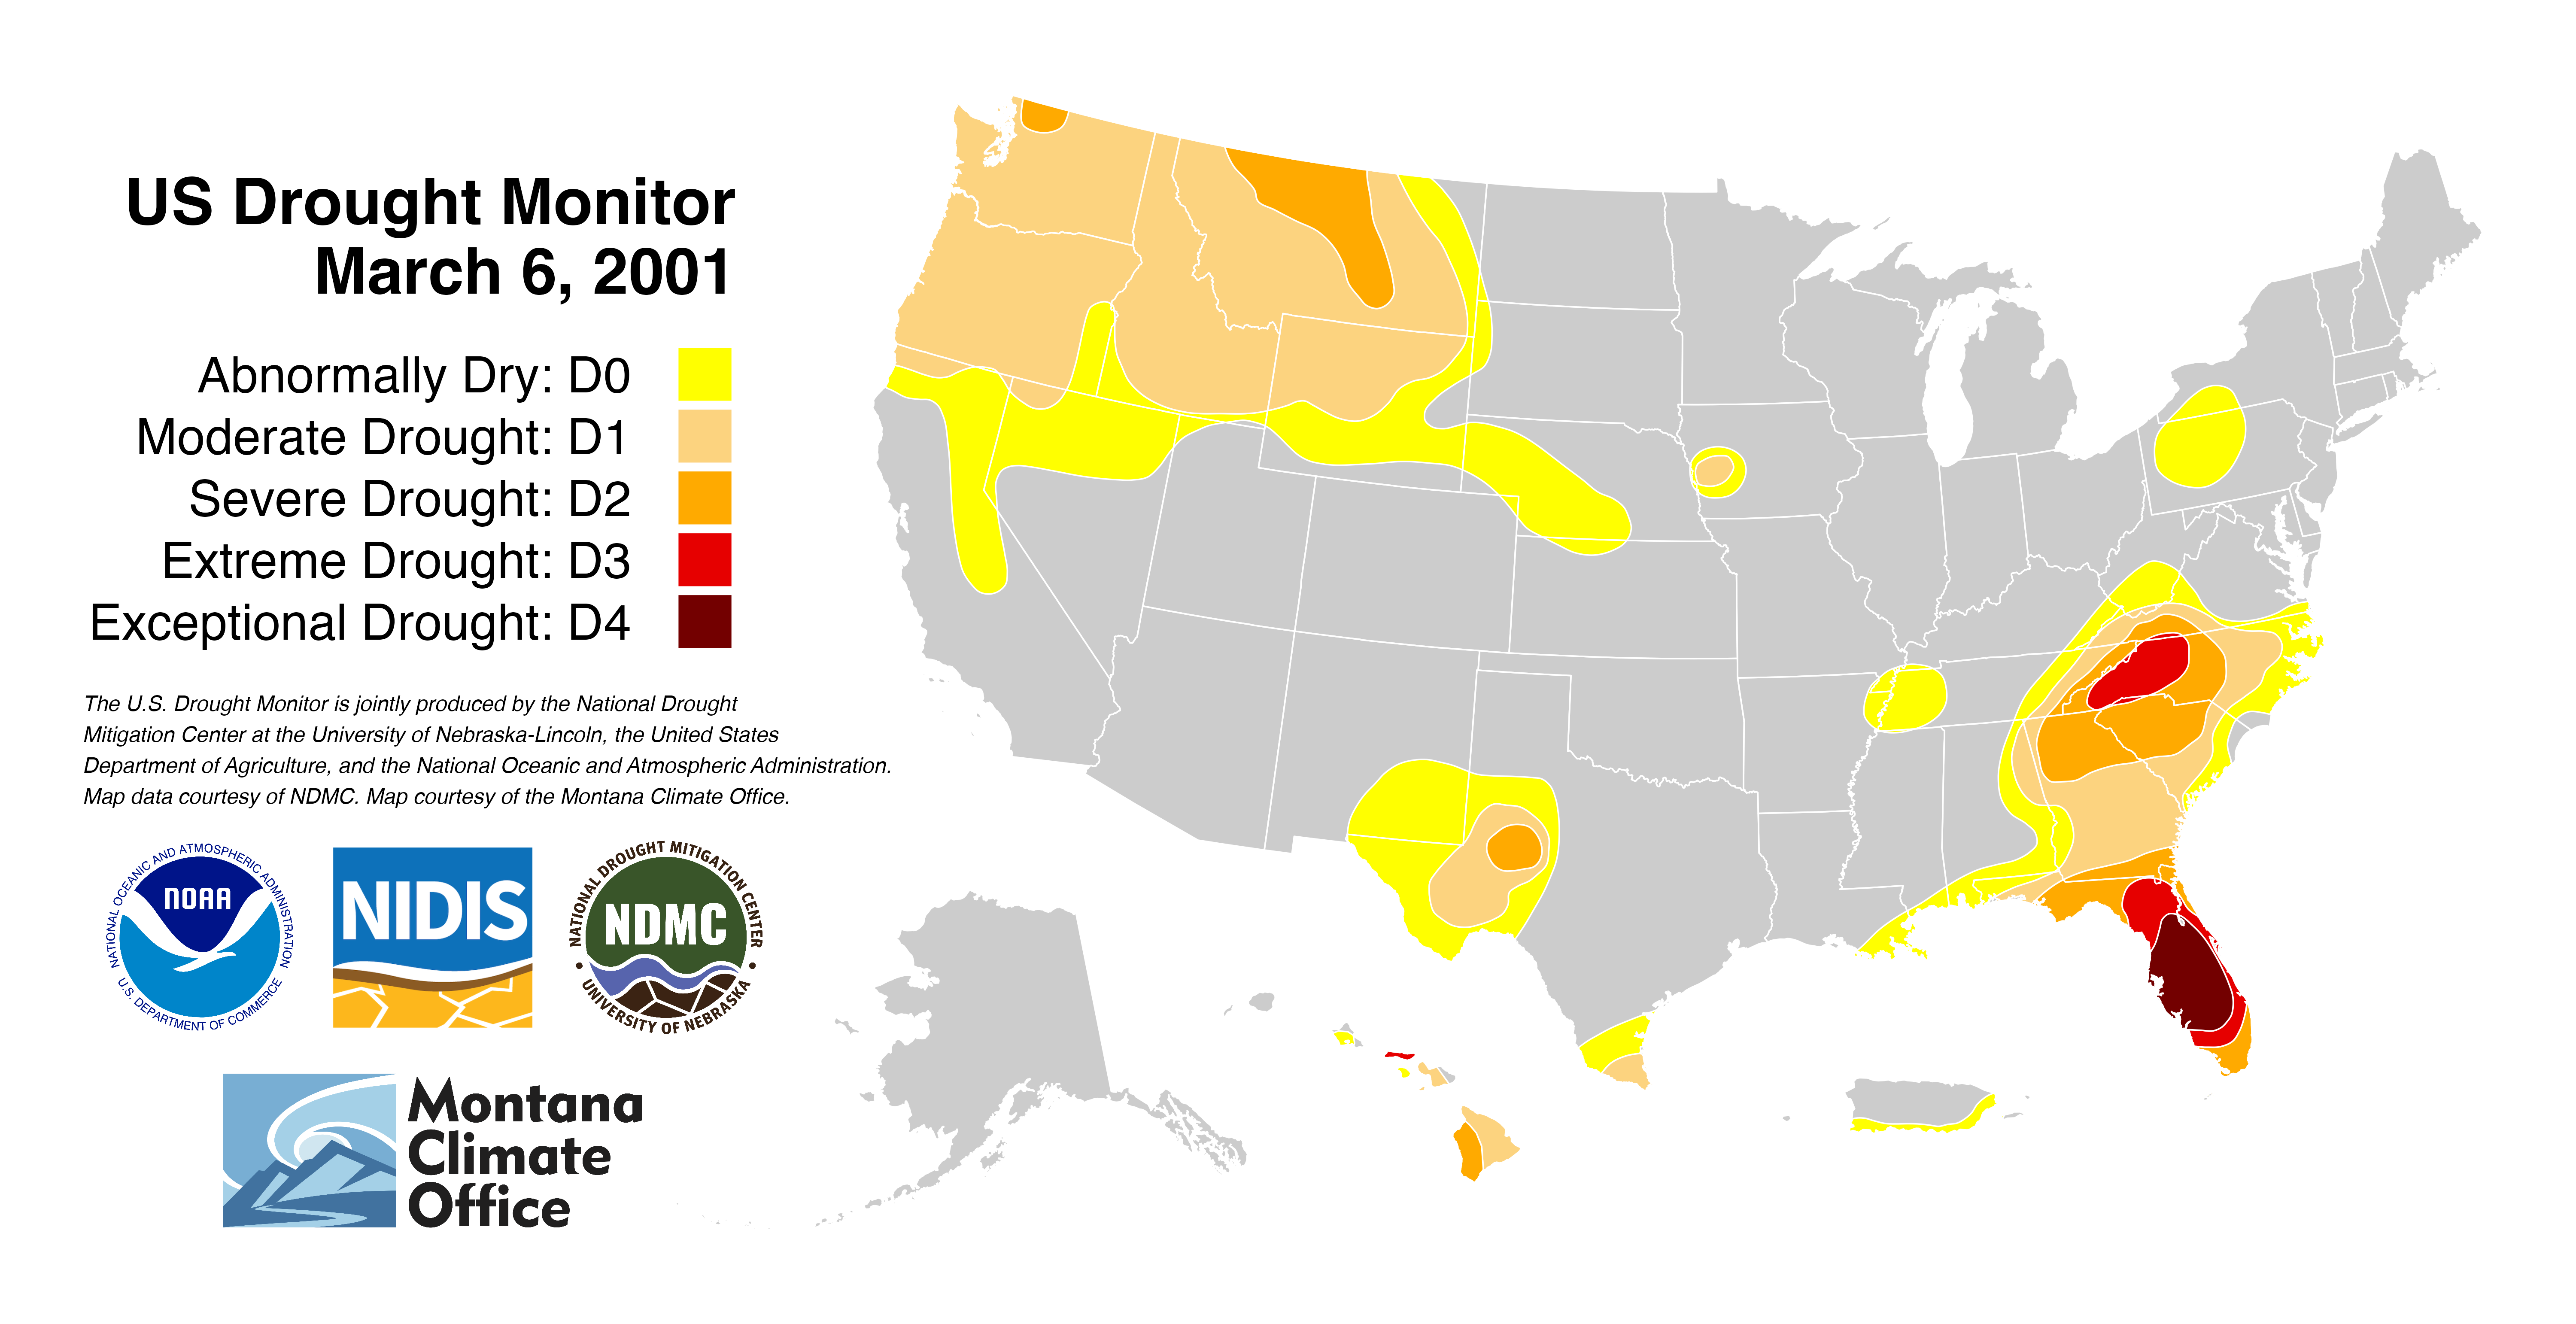 US Drought Monitor
March 6, 2001
Abnormally Dry: D0
Moderate Drought: D1
Severe Drought: D2
Extreme Drought: D3
Exceptional Drought: D4
The U.S. Drought Monitor is jointly produced by the National Drought
Mitigation Center at the University of Nebraska-Lincoln, the United States
Department of Agriculture, and the National Oceanic and Atmospheric Administration.
Map data courtesy of NDMC. Map courtesy of the Montana Climate Office.
NATIONAL OCEANIC AND ATMOSPHERIC ADMINISTRATION
NOAA
U.S. DEPARTMENT OF COMMERCE
NIDIS
NATIONAL DROUGHT MITIGATION CENTER
NDMC
UNIVERSITY OF NEBRASKA
Montana
Climate
Office